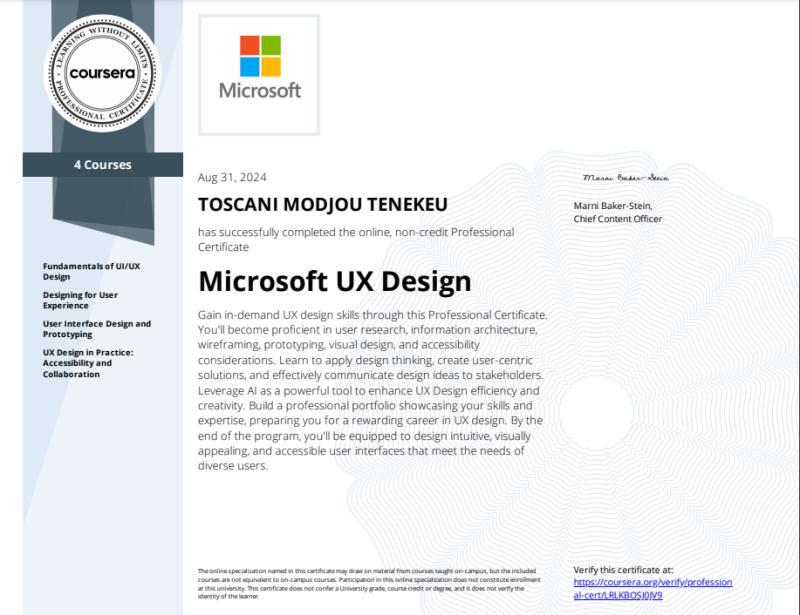 LEARNING WITHOUT LIMITS
coursera
PROFESSIONAL CERTIFICATE
4 Courses
Fundamentals of UI/UX
Design
Designing for User
Experience
User Interface Design and
Prototyping
UX Design in Practice:
Accessibility and
Collaboration
Microsoft
Aug 31, 2024
TOSCANI MODJOU TENEKEU
has successfully completed the online, non-credit Professional
Certificate
Microsoft UX Design
Gain in-demand UX design skills through this Professional Certificate.
You'll become proficient in user research, information architecture,
wireframing, prototyping, visual design, and accessibility
considerations. Learn to apply design thinking, create user-centric
solutions, and effectively communicate design ideas to stakeholders.
Leverage AI as a powerful tool to enhance UX Design efficiency and
creativity. Build a professional portfolio showcasing your skills and
expertise, preparing you for a rewarding career in UX design. By the
end of the program, you'll be equipped to design intuitive, visually
appealing, and accessible user interfaces that meet the needs of
diverse users.
Marni Baker-Stein
Marni Baker-Stein,
Chief Content Officer
The online specialization named in this certificate may draw on material from courses taught on-campus, but the included
courses are not equivalent to on-campus courses. Participation in this online specialization does not constitute enrollment
at this university. This certificate does not confer a University grade, course credit or degree, and it does not verify the
identity of the learner.
Verify this certificate at:
https://coursera.org/verify/profession
al-cert/LRLKBOSJ0JV9